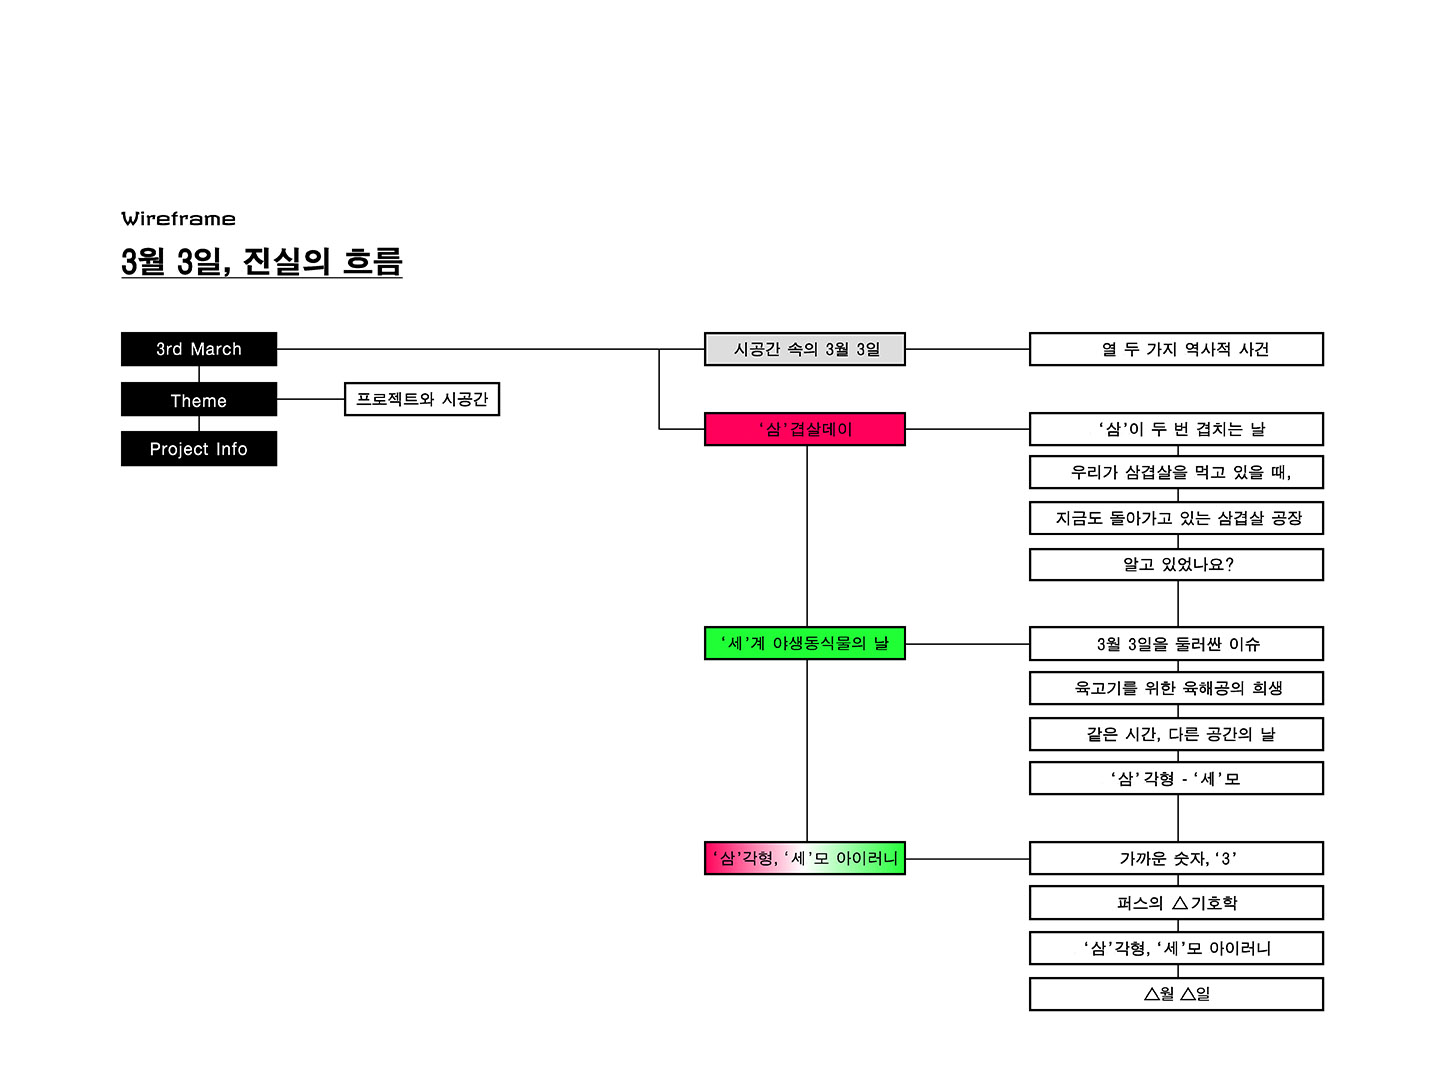 Wireframe
3월 3일, 진실의 흐름
3rd March
Theme
Project Info
프로젝트와 시공간
시공간 속의 3월 3일
열 두 가지 역사적 사건
‘삼’겹살데이
‘삼’이 두 번 겹치는 날
우리가 삼겹살을 먹고 있을 때,
지금도 돌아가고 있는 삼겹살 공장
알고 있었나요?
‘세’계 야생동식물의 날
3월 3일을 둘러싼 이슈
육고기를 위한 육해공의 희생
같은 시간, 다른 공간의 날
‘삼’각형 - ‘세’모
‘삼’각형, ‘세’모 아이러니
가까운 숫자, ‘3’
퍼스의 △기호학
‘삼’각형, ‘세’모 아이러니
△월 △일